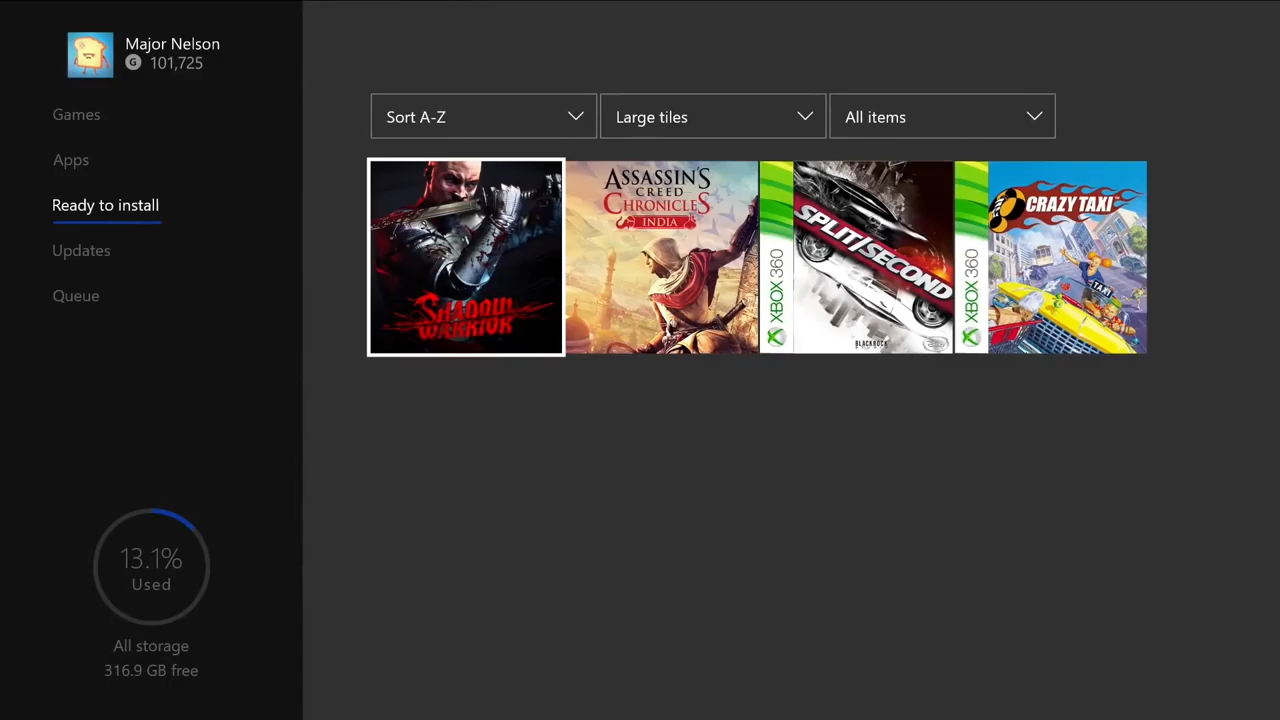 Major Nelson
G 101,725
Games
Apps
Ready to install
Updates
Queue
13.1%
Used
All storage
316.9 GB free
Sort A-Z
Large tiles
All items
SHADOW
WARRIOR
ASSASSIN'S
CREED
CHRONICLES
INDIA
XBOX 360
SPLIT/SECOND
BLACKROCK
XBOX 360
CRAZY TAXI
TAXI